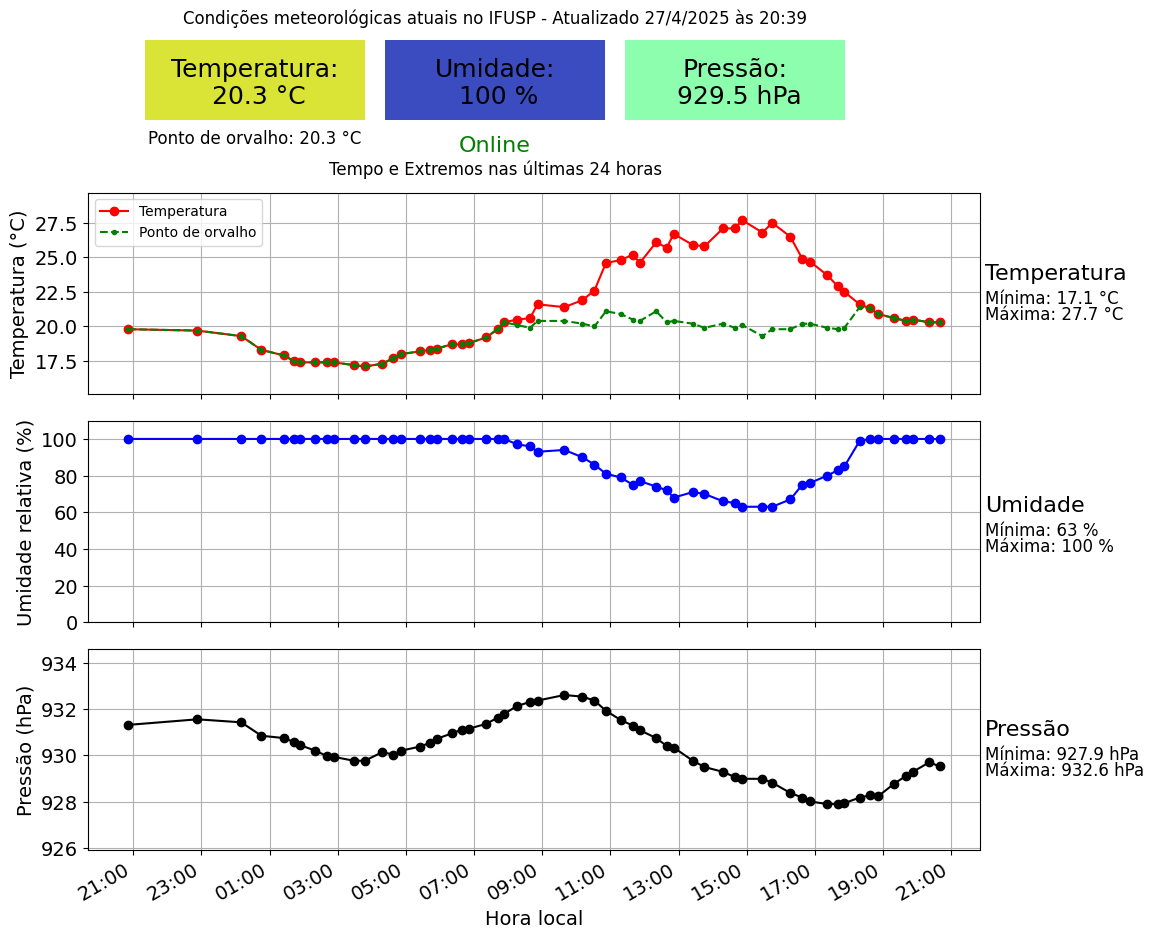 Condições meteorológicas atuais no IFUSP - Atualizado 27/4/2025 às 20:39
Temperatura:
20.3 °C
Umidade:
100 %
Pressão:
929.5 hPa
Ponto de orvalho: 20.3 °C
Online
Tempo e Extremos nas últimas 24 horas
Temperatura (°C)
27.5
25.0
22.5
20.0
17.5
Temperatura
Ponto de orvalho
Temperatura
Mínima: 17.1 °C
Máxima: 27.7 °C
Umidade relativa (%)
100
80
60
40
20
0
Umidade
Mínima: 63 %
Máxima: 100 %
Pressão (hPa)
934
932
930
928
926
Pressão
Mínima: 927.9 hPa
Máxima: 932.6 hPa
21:00 23:00 01:00 03:00 05:00 07:00 09:00 11:00 13:00 15:00 17:00 19:00 21:00
Hora local